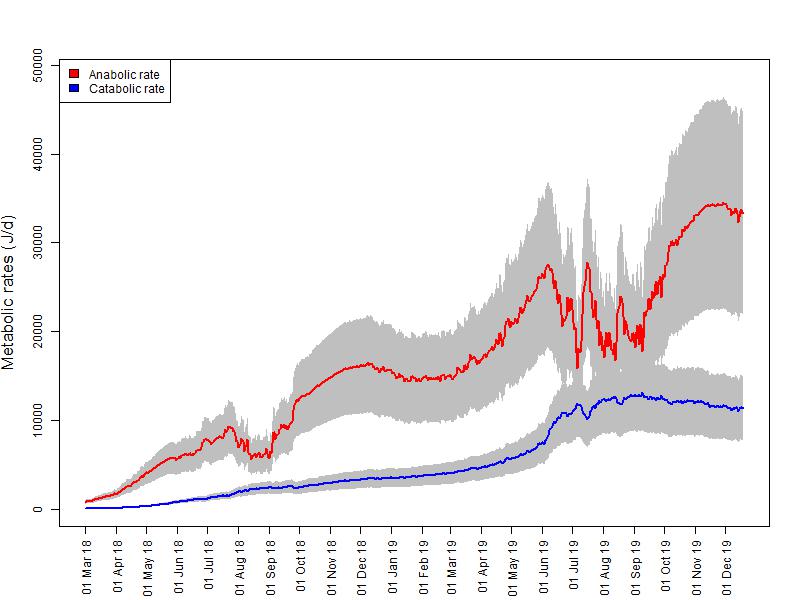 Anabolic rate
Catabolic rate
Metabolic rates (J/d)
50000
40000
30000
20000
10000
0
01 Mar 18
01 Apr 18
01 May 18
01 Jun 18
01 Jul 18
01 Aug 18
01 Sep 18
01 Oct 18
01 Nov 18
01 Dec 18
01 Jan 19
01 Feb 19
01 Mar 19
01 Apr 19
01 May 19
01 Jun 19
01 Jul 19
01 Aug 19
01 Sep 19
01 Oct 19
01 Nov 19
01 Dec 19